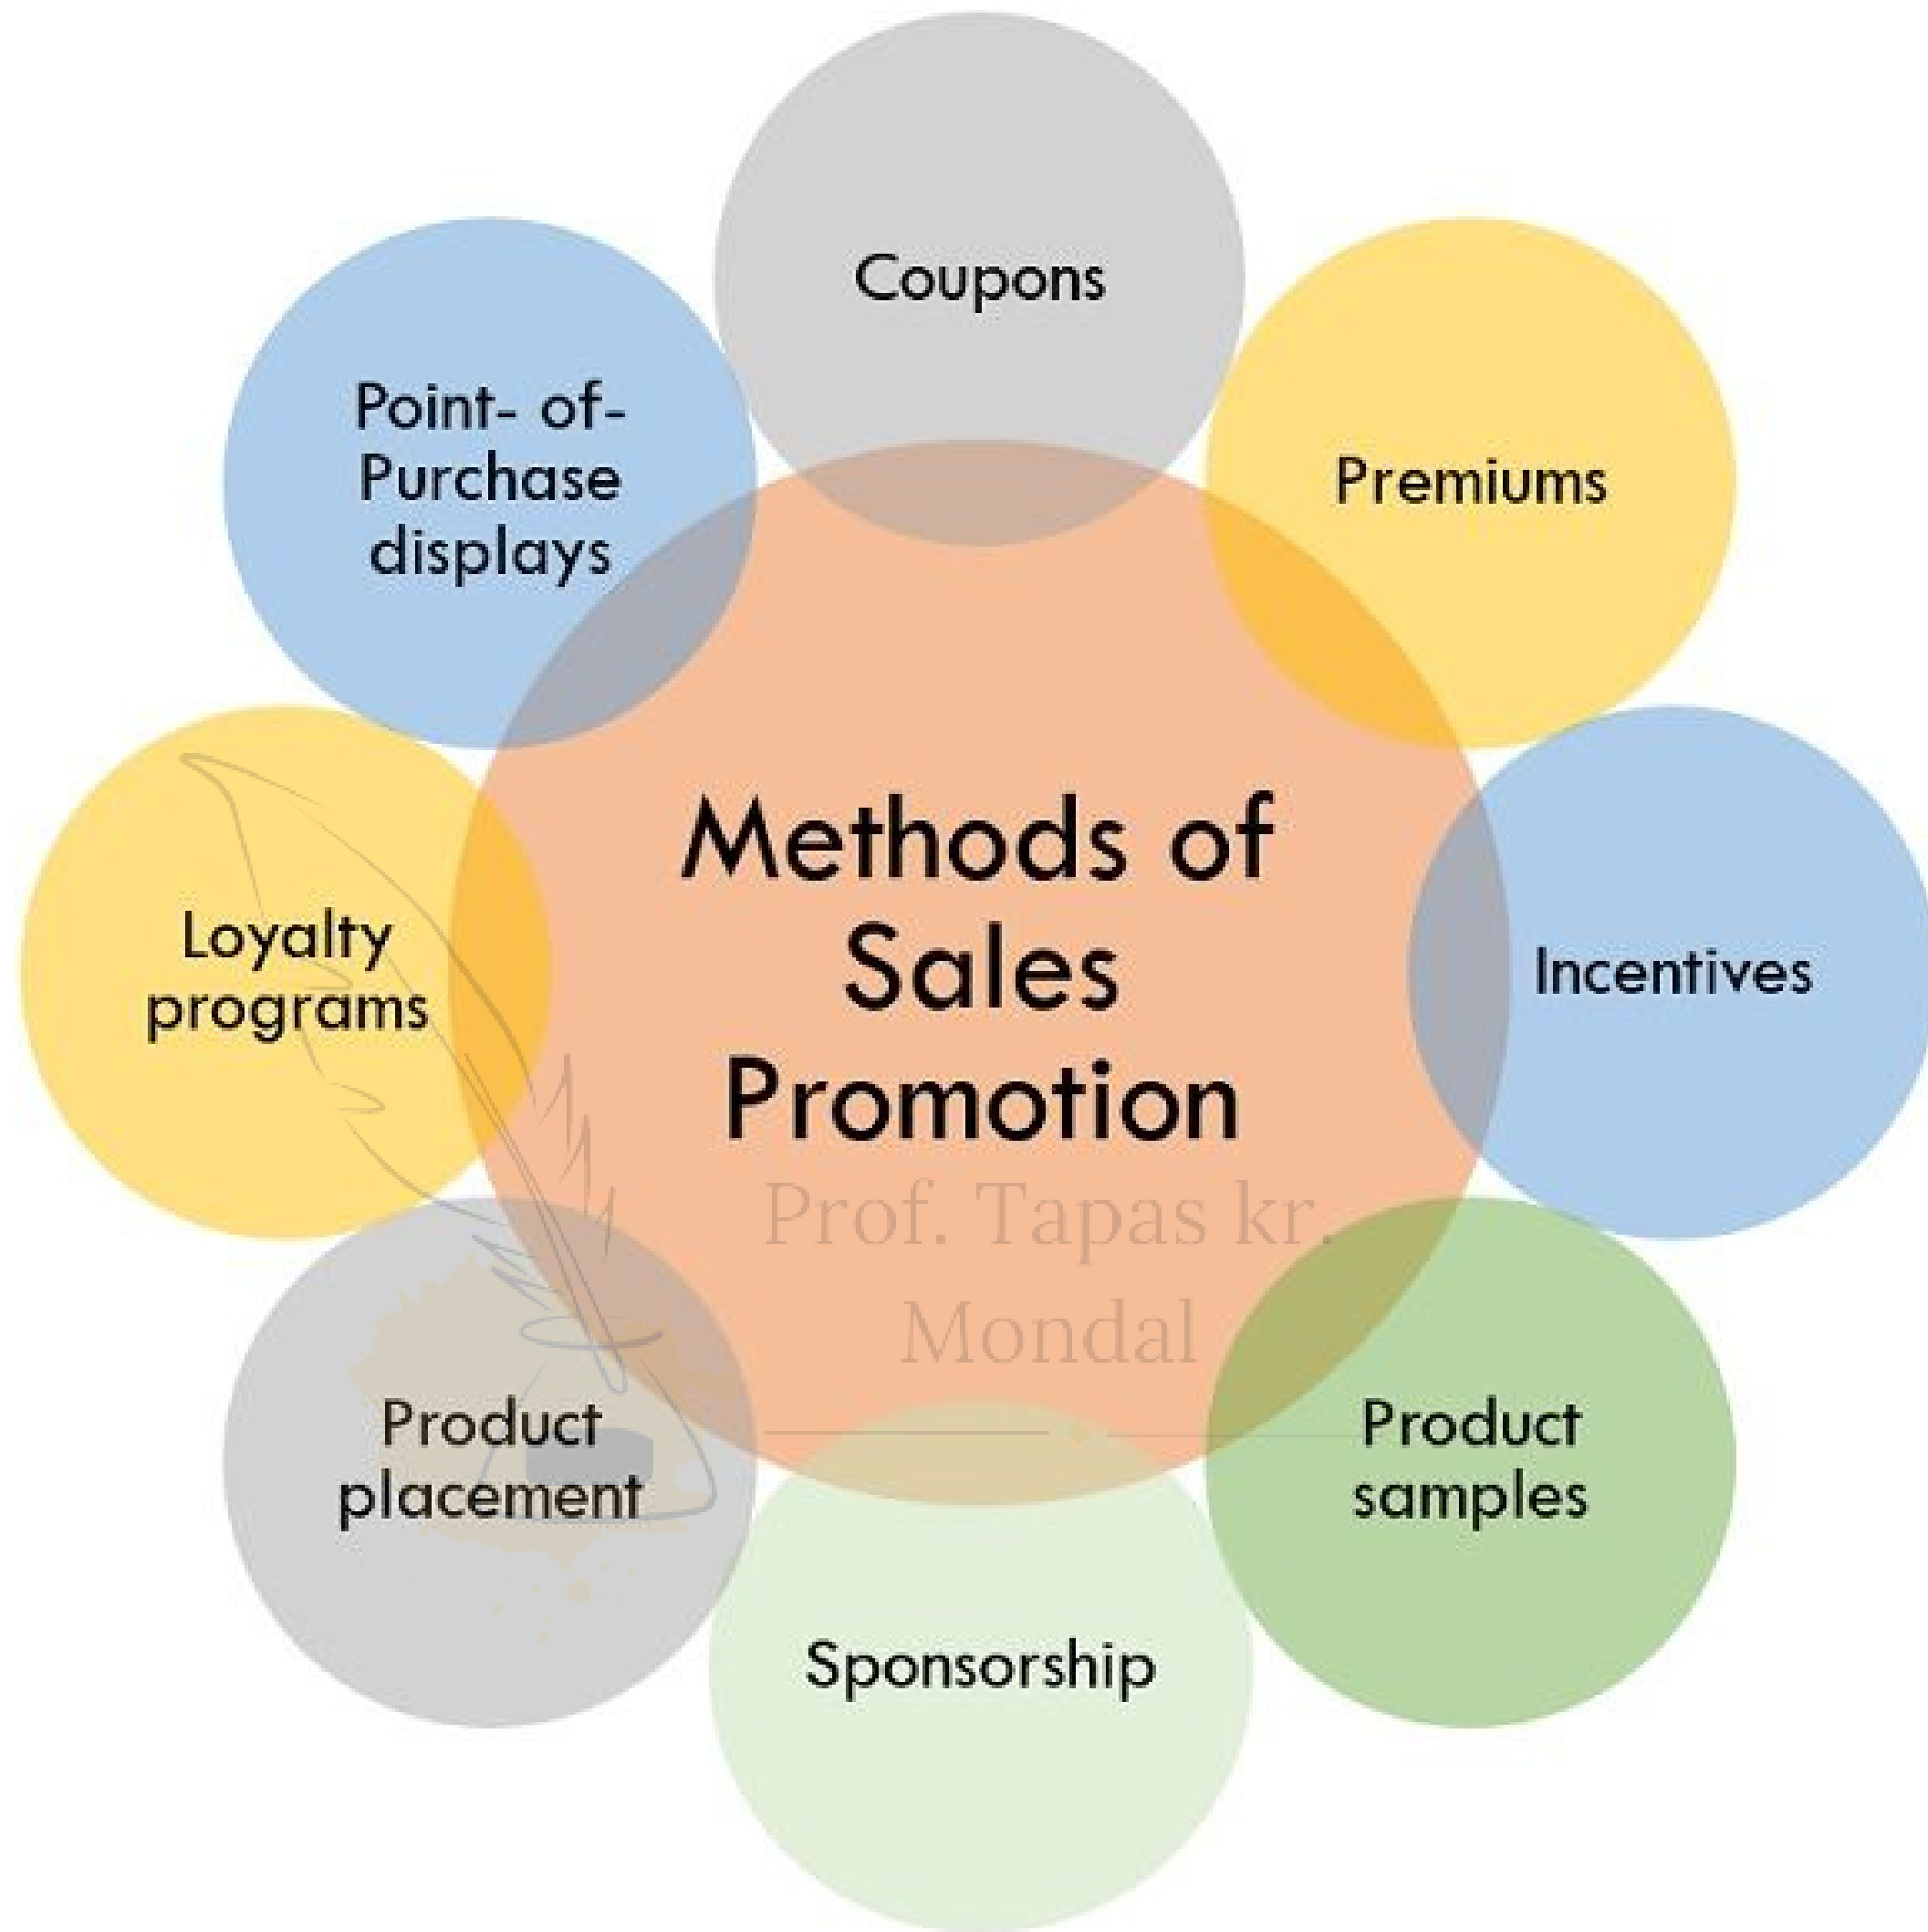 Coupons
Premiums
Incentives
Product
samples
Sponsorship
Product
placement
Loyalty
programs
Point- of-
Purchase
displays
Methods of
Sales
Promotion
Prof. Tapas kr.
Mondal